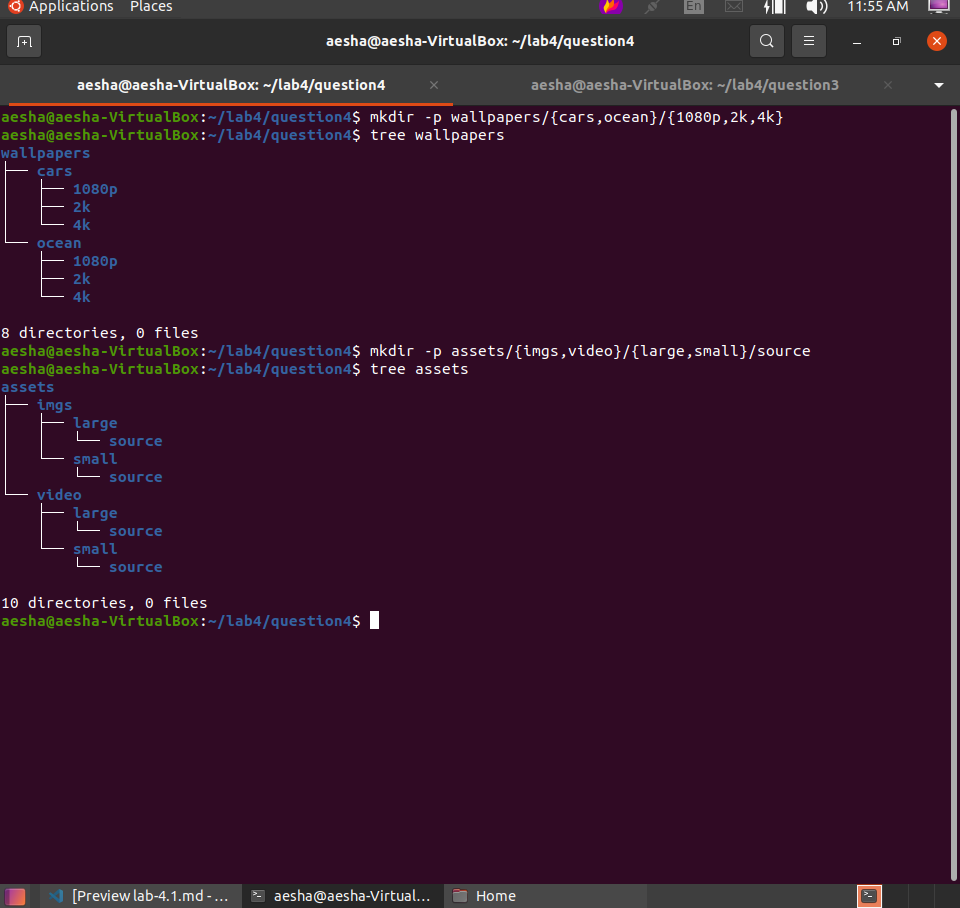 Applications Places En 11:55 AM
aesha@aesha-VirtualBox: ~/lab4/question4
aesha@aesha-VirtualBox: ~/lab4/question4 × aesha@aesha-VirtualBox: ~/lab4/question3 ×
aesha@aesha-VirtualBox:~/lab4/question4$ mkdir -p wallpapers/{cars,ocean}/{1080p,2k,4k}
aesha@aesha-VirtualBox:~/lab4/question4$ tree wallpapers
wallpapers
├── cars
│   ├── 1080p
│   ├── 2k
│   └── 4k
└── ocean
    ├── 1080p
    ├── 2k
    └── 4k
8 directories, 0 files
aesha@aesha-VirtualBox:~/lab4/question4$ mkdir -p assets/{imgs,video}/{large,small}/source
aesha@aesha-VirtualBox:~/lab4/question4$ tree assets
assets
├── imgs
│   ├── large
│   │   └── source
│   └── small
│       └── source
└── video
    ├── large
    │   └── source
    └── small
        └── source
10 directories, 0 files
aesha@aesha-VirtualBox:~/lab4/question4$
[Preview lab-4.1.md - ... aesha@aesha-Virtual... Home